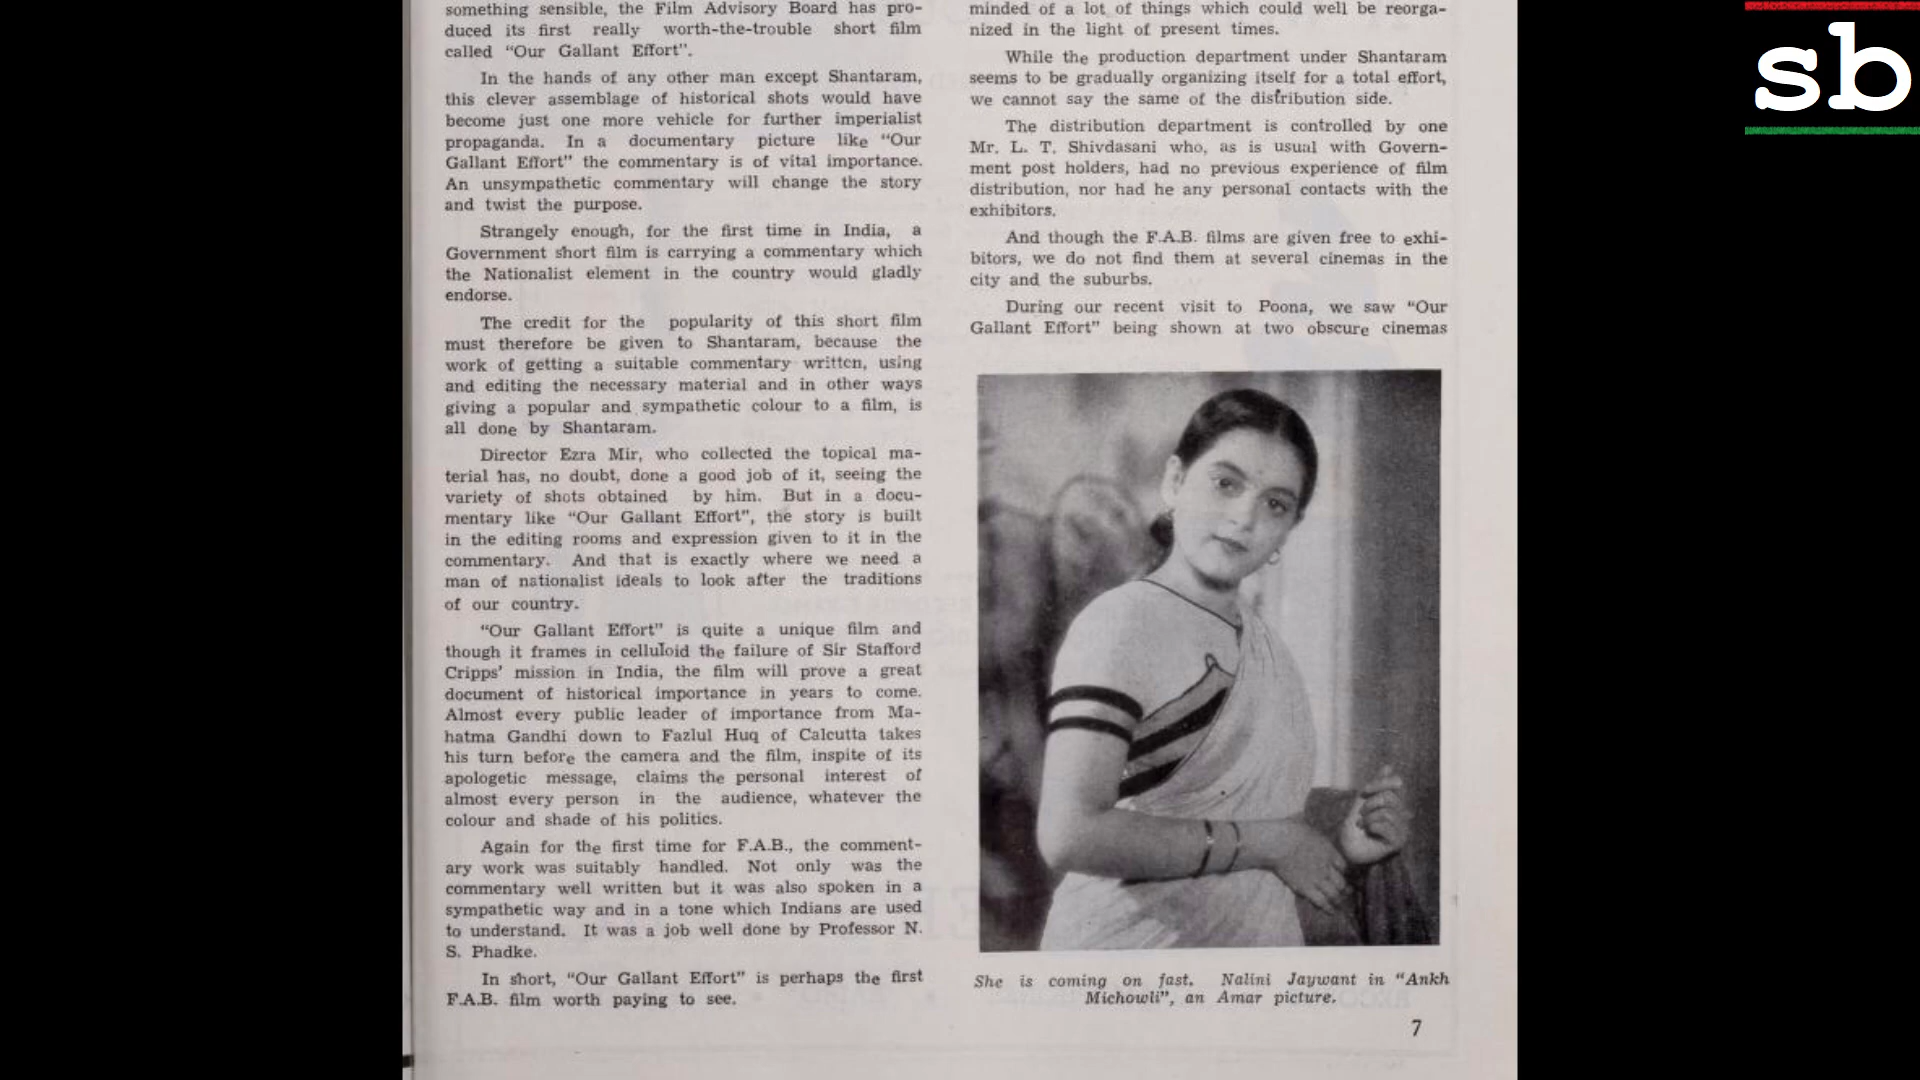 something sensible, the Film Advisory Board has pro-
duced its first really worth-the-trouble short film
called "Our Gallant Effort".
In the hands of any other man except Shantaram,
this clever assemblage of historical shots would have
become just one more vehicle for further imperialist
propaganda. In a documentary picture like "Our
Gallant Effort" the commentary is of vital importance.
An unsympathetic commentary will change the story
and twist the purpose.
Strangely enough, for the first time in India, a
Government short film is carrying a commentary which
the Nationalist element in the country would gladly
endorse.
The credit for the popularity of this short film
must therefore be given to Shantaram, because the
work of getting a suitable commentary written, using
and editing the necessary material and in other ways
giving a popular and sympathetic colour to a film, is
all done by Shantaram.
Director Ezra Mir, who collected the topical ma-
terial has, no doubt, done a good job of it, seeing the
variety of shots obtained by him. But in a docu-
mentary like "Our Gallant Effort", the story is built
in the editing rooms and expression given to it in the
commentary. And that is exactly where we need a
man of nationalist ideals to look after the traditions
of our country.
"Our Gallant Effort" is quite a unique film and
though it frames in celluloid the failure of Sir Stafford
Cripps' mission in India, the film will prove a great
document of historical importance in years to come.
Almost every public leader of importance from Ma-
hatma Gandhi down to Fazlul Huq of Calcutta takes
his turn before the camera and the film, inspite of its
apologetic message, claims the personal interest of
almost every person in the audience, whatever the
colour and shade of his politics.
Again for the first time for F.A.B., the comment-
ary work was suitably handled. Not only was the
commentary well written but it was also spoken in a
sympathetic way and in a tone which Indians are used
to understand. It was a job well done by Professor N.
S. Phadke.
In short, "Our Gallant Effort" is perhaps the first
F.A.B. film worth paying to see.
minded of a lot of things which could well be reorga-
nized in the light of present times.
While the production department under Shantaram
seems to be gradually organizing itself for a total effort,
we cannot say the same of the distribution side.
The distribution department is controlled by one
Mr. L. T. Shivdasani who, as is usual with Govern-
ment post holders, had no previous experience of film
distribution, nor had he any personal contacts with the
exhibitors.
And though the F.A.B. films are given free to exhi-
bitors, we do not find them at several cinemas in the
city and the suburbs.
During our recent visit to Poona, we saw "Our
Gallant Effort" being shown at two obscure cinemas
She is coming on fast. Nalini Jaywant in "Ankh
Michowli", an Amar picture.
7
sb